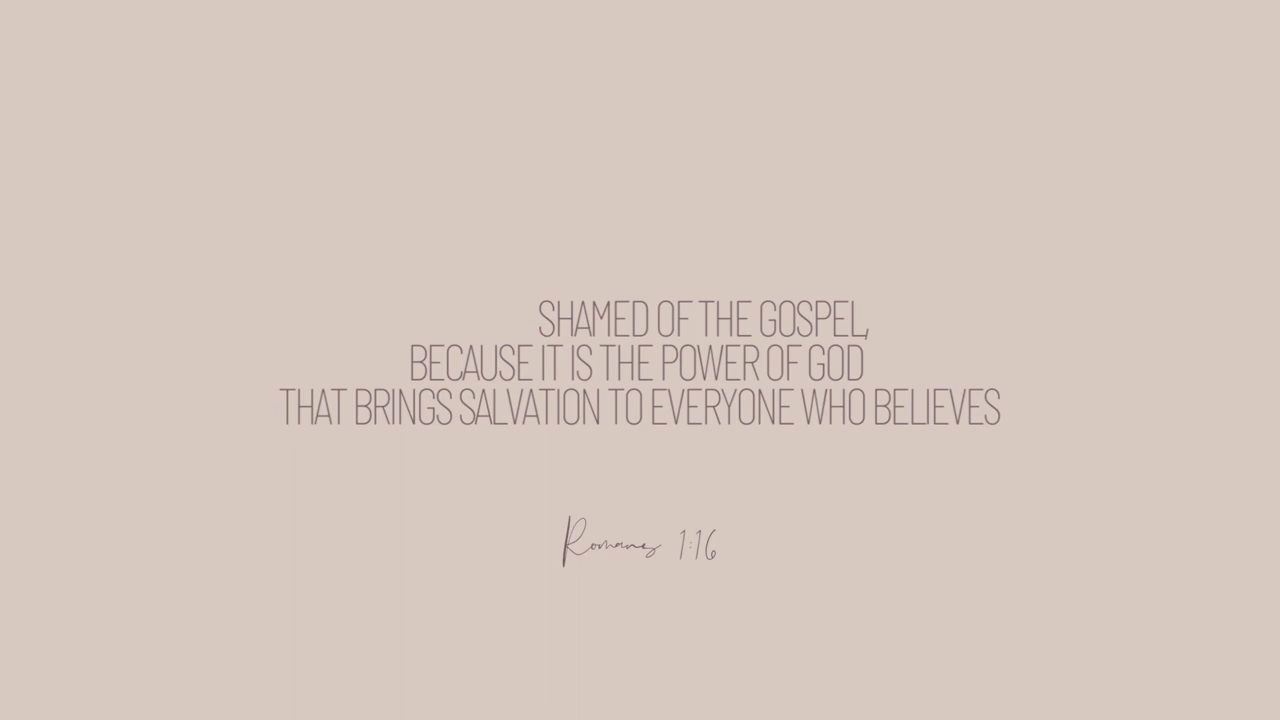 SHAMED OF THE GOSPEL,
BECAUSE IT IS THE POWER OF GOD
THAT BRINGS SALVATION TO EVERYONE WHO BELIEVES
Romans 1:16